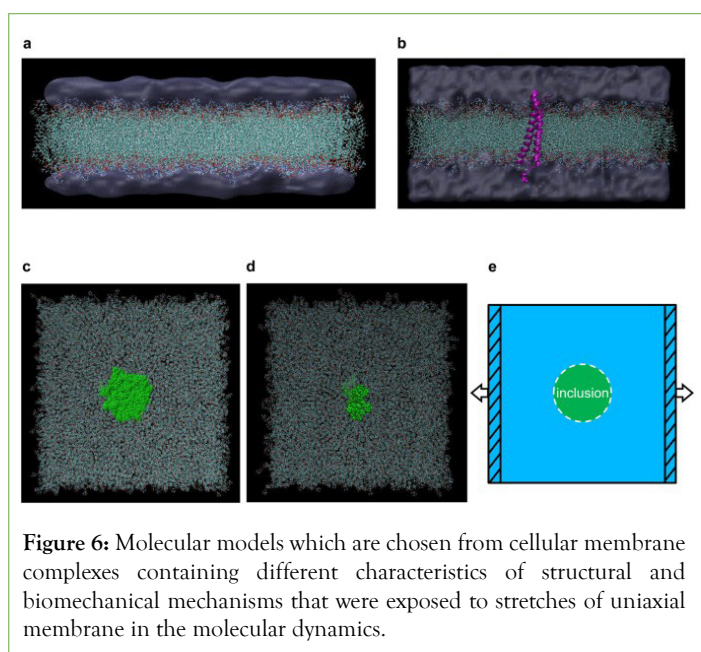 a
b
c
d
e
inclusion
Figure 6: Molecular models which are chosen from cellular membrane
complexes containing different characteristics of structural and
biomechanical mechanisms that were exposed to stretches of uniaxial
membrane in the molecular dynamics.